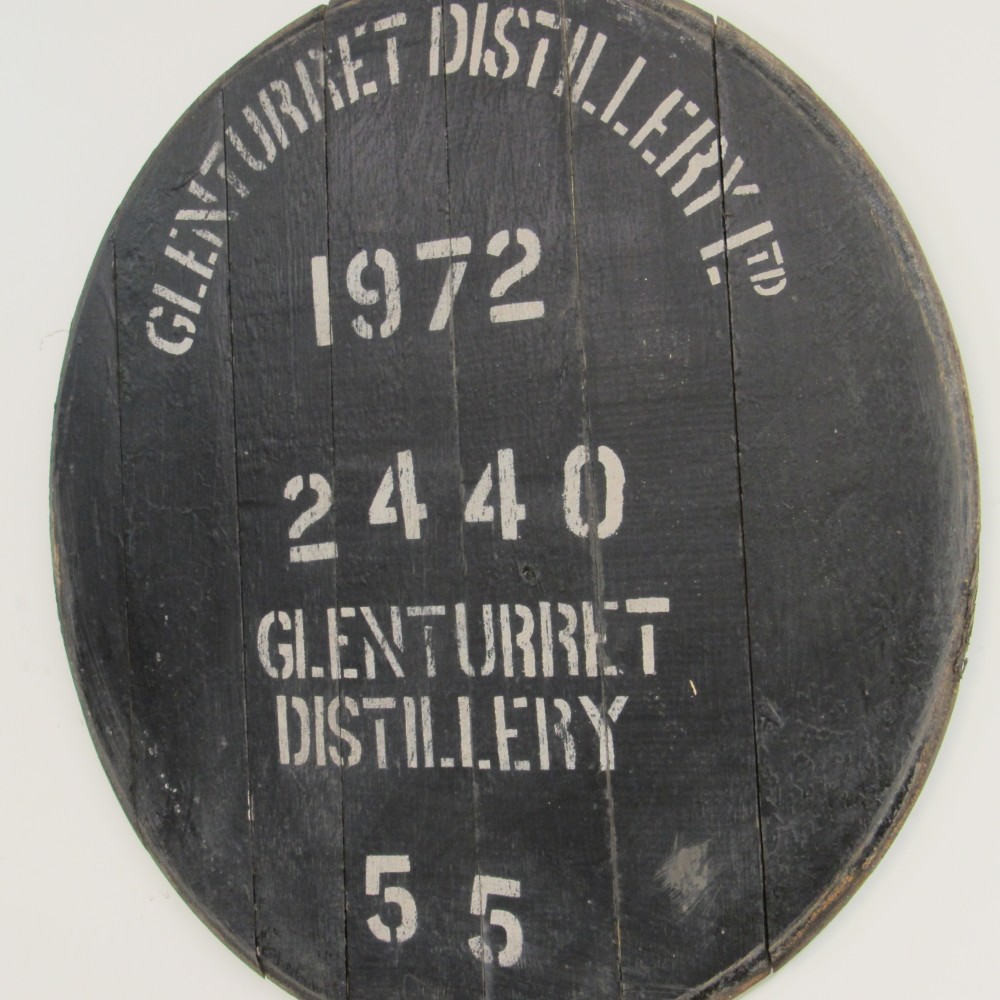 GLENTURRET DISTILLERY LTD
1972
2440
GLENTURRET
DISTILLERY
55